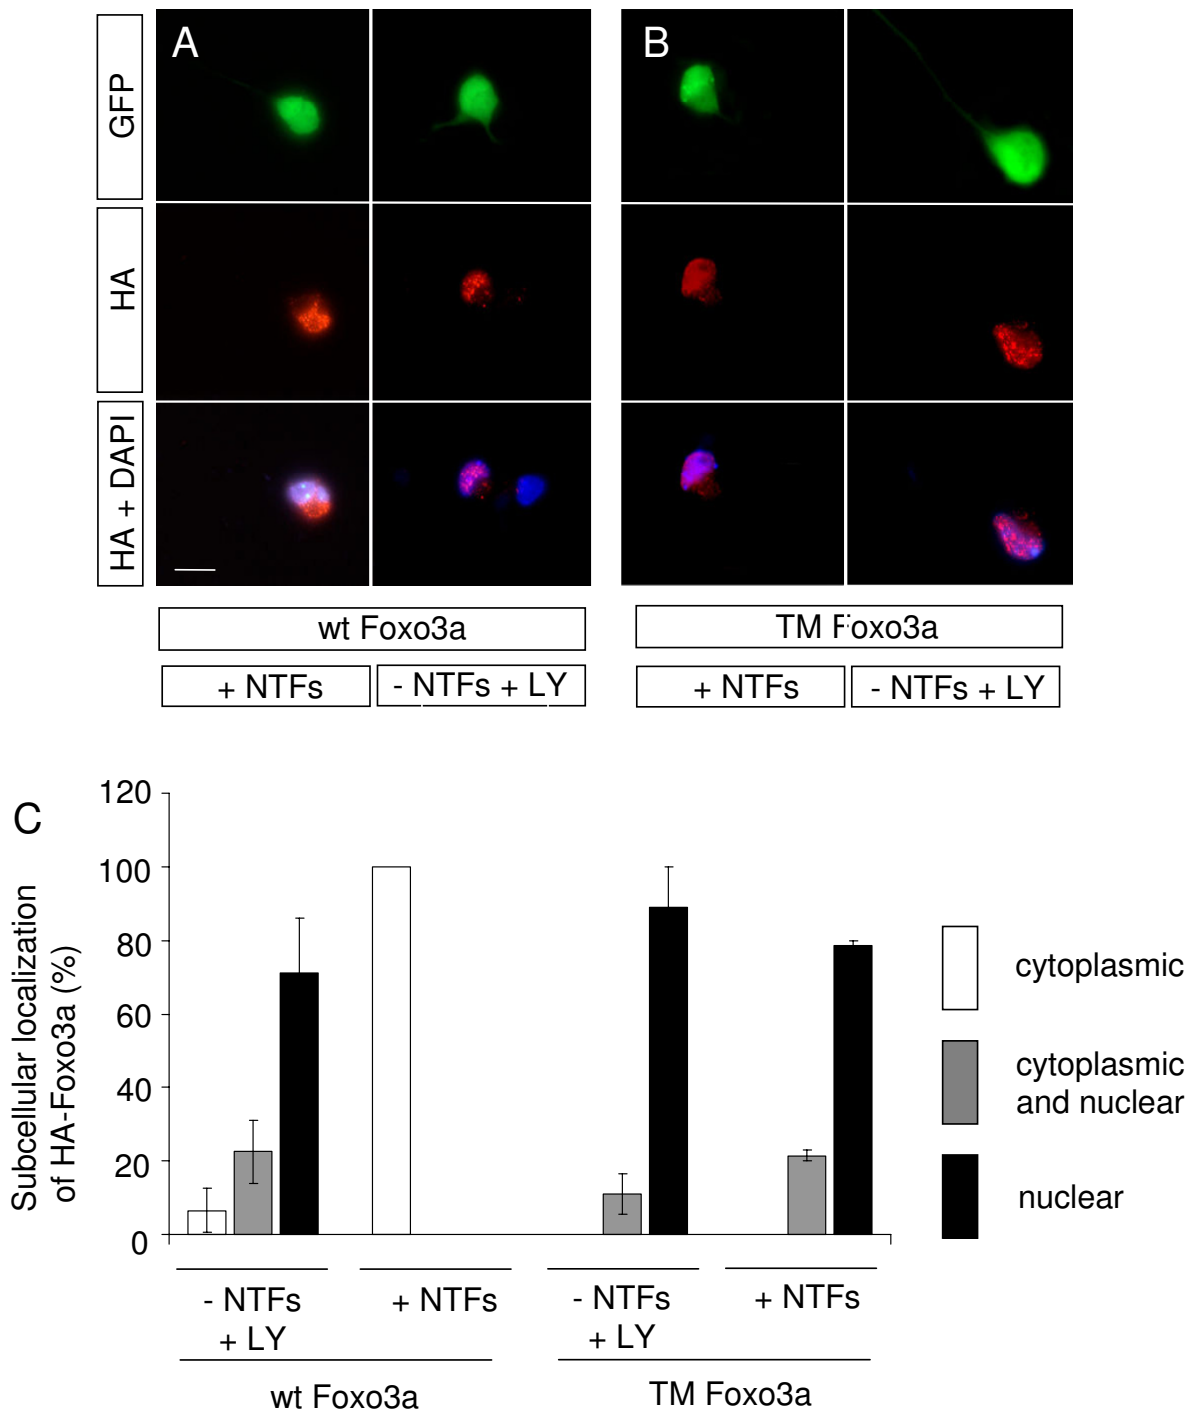 A
B
GFP
HA
HA + DAPI
wt Foxo3a
TM Foxo3a
+ NTFs
- NTFs + LY
+ NTFs
- NTFs + LY
C
Subcellular localization
of HA-Foxo3a (%)
120
100
80
60
40
20
0
cytoplasmic
cytoplasmic
and nuclear
nuclear
- NTFs
+ LY
+ NTFs
- NTFs
+ LY
+ NTFs
wt Foxo3a
TM Foxo3a